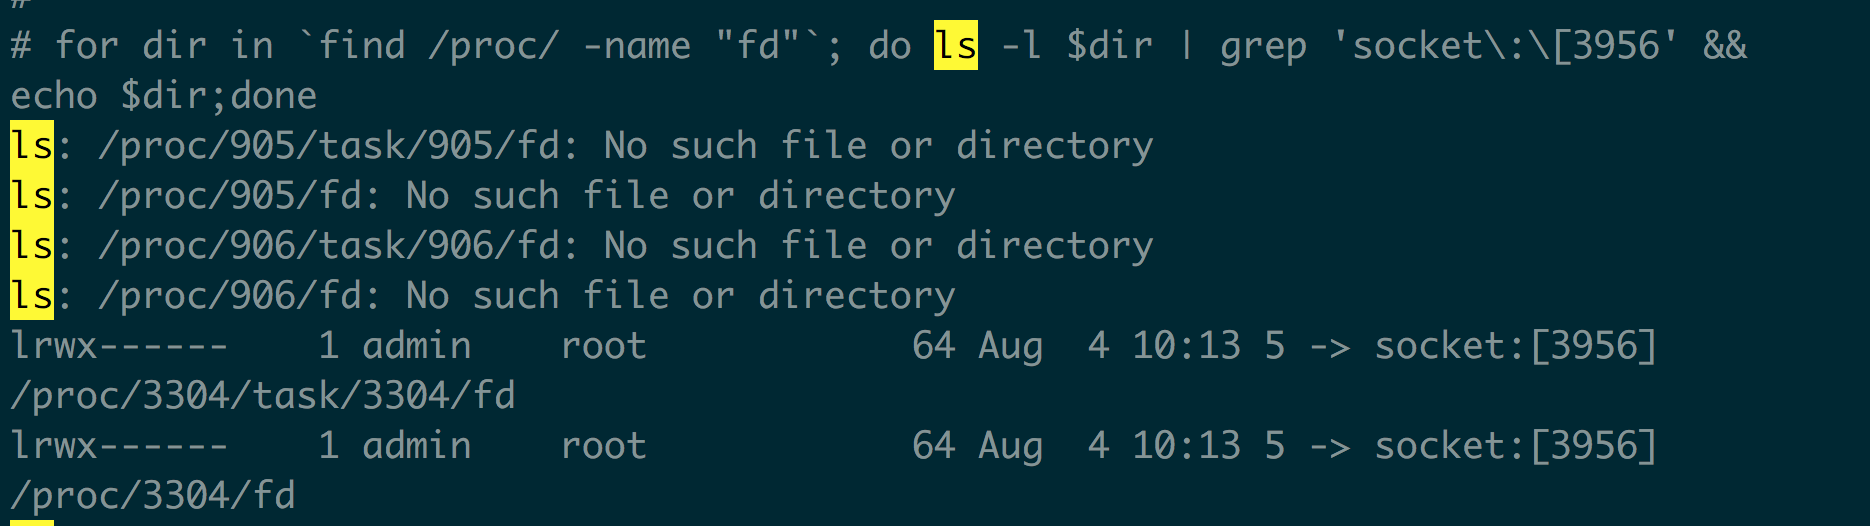 #
# for dir in `find /proc/ -name "fd"`; do ls -l $dir | grep 'socket\:\[3956' &&
echo $dir;done
ls: /proc/905/task/905/fd: No such file or directory
ls: /proc/905/fd: No such file or directory
ls: /proc/906/task/906/fd: No such file or directory
ls: /proc/906/fd: No such file or directory
lrwx------    1 admin    root            64 Aug  4 10:13 5 -> socket:[3956]
/proc/3304/task/3304/fd
lrwx------    1 admin    root            64 Aug  4 10:13 5 -> socket:[3956]
/proc/3304/fd